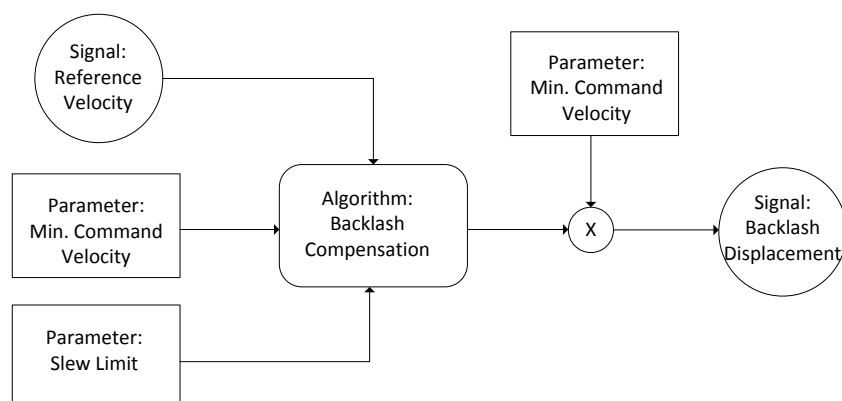 Signal:
Reference
Velocity
Parameter:
Min. Command
Velocity
Parameter:
Min. Command
Velocity
Algorithm:
Backlash
Compensation
X
Signal:
Backlash
Displacement
Parameter:
Slew Limit